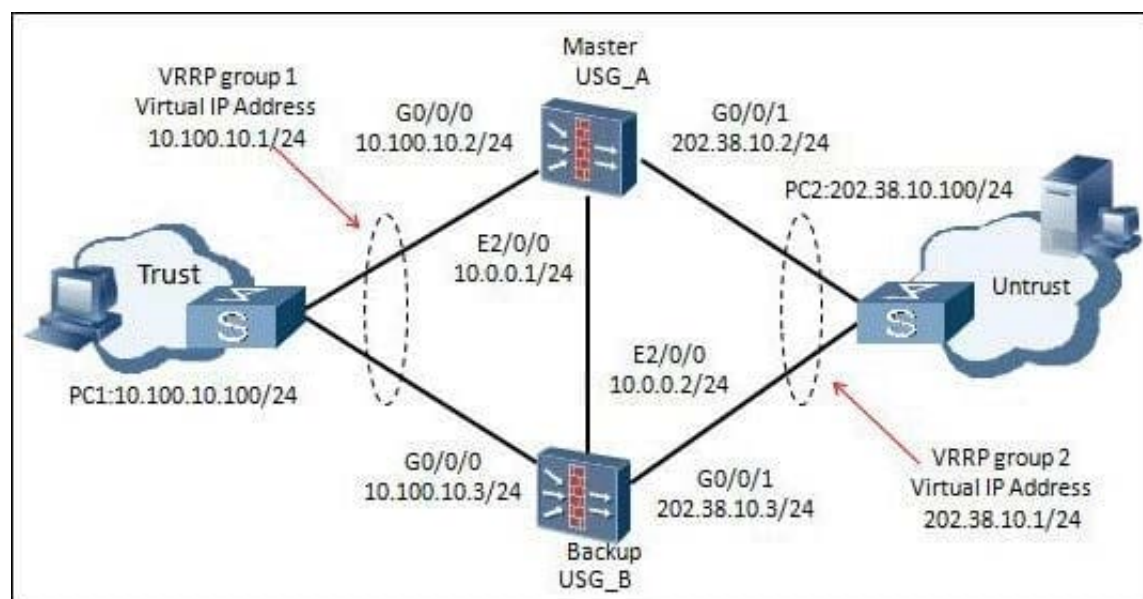 Master
USG_A
VRRP group 1
Virtual IP Address
10.100.10.1/24
G0/0/0
10.100.10.2/24
G0/0/1
202.38.10.2/24
PC2:202.38.10.100/24
E2/0/0
10.0.0.1/24
Trust
S
Untrust
S
E2/0/0
10.0.0.2/24
PC1:10.100.10.100/24
G0/0/0
10.100.10.3/24
G0/0/1
202.38.10.3/24
VRRP group 2
Virtual IP Address
202.38.10.1/24
Backup
USG_B